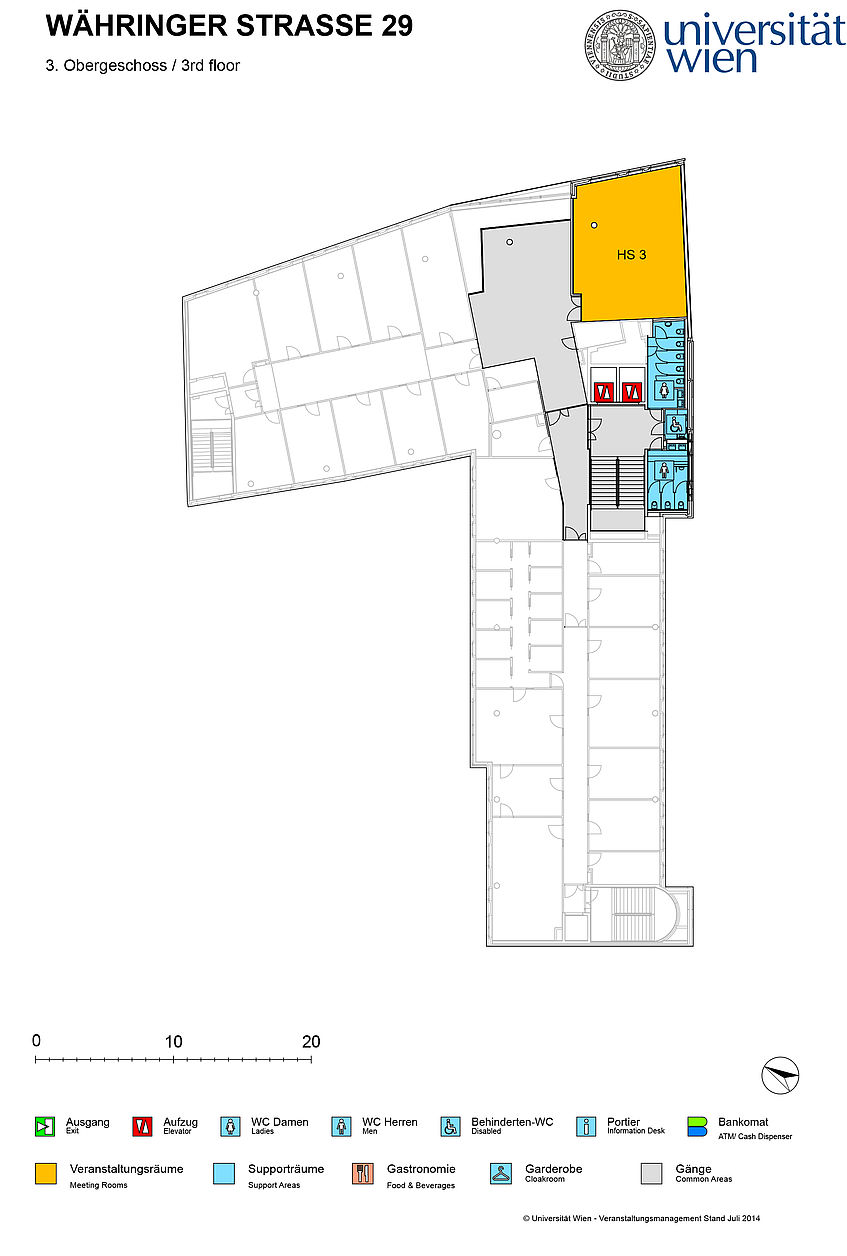 WÄHRINGER STRASSE 29
3. Obergeschoss / 3rd floor
universität
wien
HS 3
0 10 20
Ausgang
Exit
Aufzug
Elevator
WC Damen
Ladies
WC Herren
Men
Behinderten-WC
Disabled
Portier
Information Desk
Bankomat
ATM/ Cash Dispenser
Veranstaltungsräume
Meeting Rooms
Supporträume
Support Areas
Gastronomie
Food & Beverages
Garderobe
Cloakroom
Gänge
Common Areas
© Universität Wien - Veranstaltungsmanagement Stand Juli 2014